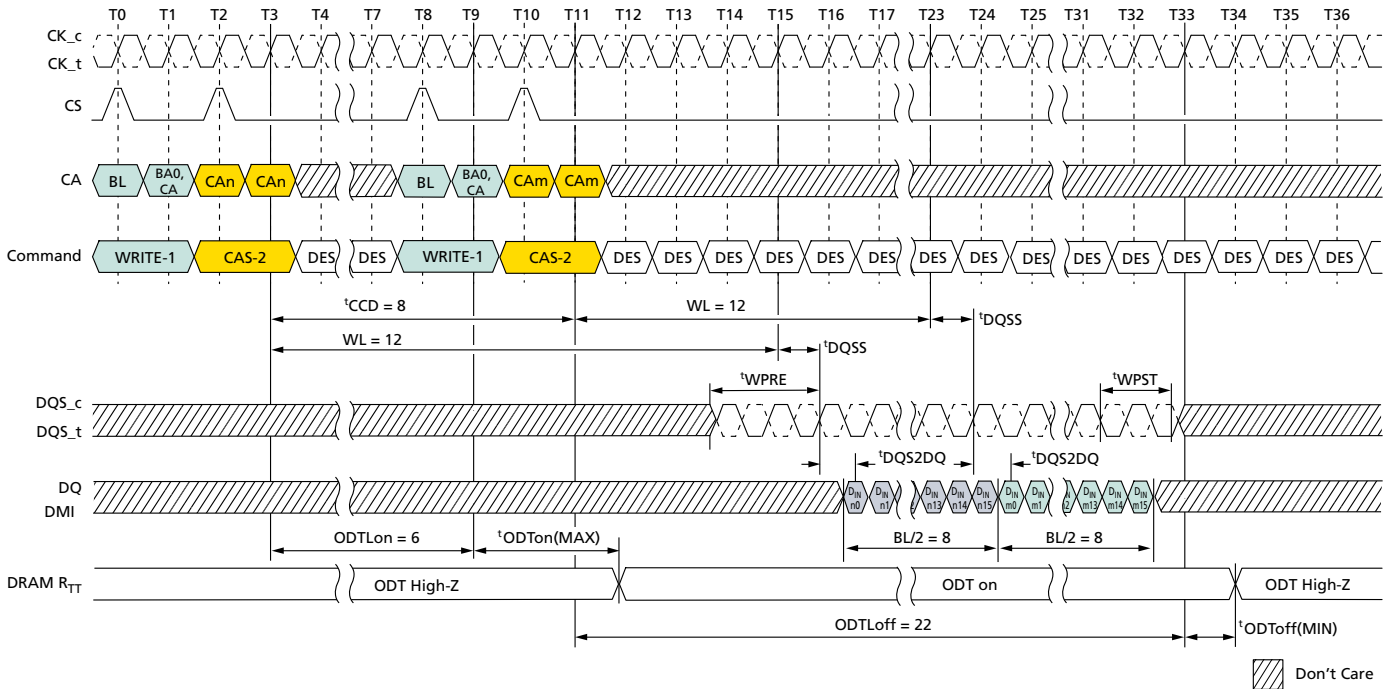 T0 T1 T2 T3 T4 T7 T8 T9 T10 T11 T12 T13 T14 T15 T16 T17 T23 T24 T25 T31 T32 T33 T34 T35 T36
CK_c
CK_t
CS
CA BL BA0, CA CAn CAn BL BA0, CA CAm CAm
Command WRITE-1 CAS-2 DES DES WRITE-1 CAS-2 DES DES DES DES DES DES DES DES DES DES DES DES DES DES DES
tCCD = 8 WL = 12 tDQSS
WL = 12 tDQSS
tWPRE tWPST
DQS_c
DQS_t
tDQS2DQ tDQS2DQ
DQ
DMI
DIN n0 DIN n1 DIN n13 DIN n14 DIN n15 DIN m0 DIN m1 DIN m13 DIN m14 DIN m15
ODTLon = 6 tODTon(MAX) BL/2 = 8 BL/2 = 8
DRAM RTT ODT High-Z ODT on ODT High-Z
ODTLoff = 22 tODToff(MIN)
Don't Care